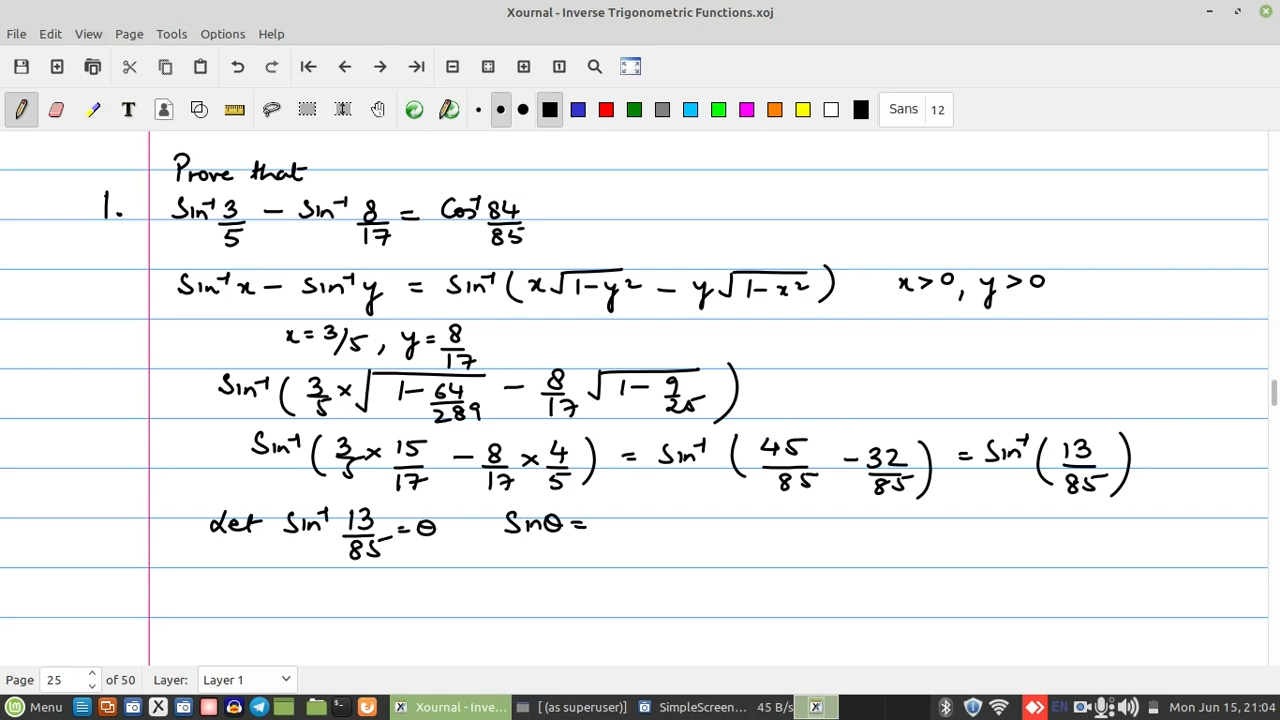 Xournal - Inverse Trigonometric Functions.xoj
File Edit View Page Tools Options Help
Sans 12
Prove that
1. Sin⁻¹ 3/5 - Sin⁻¹ 8/17 = Cos⁻¹ 84/85
Sin⁻¹x - Sin⁻¹y = Sin⁻¹(x√(1-y²) - y√(1-x²)) x>0, y>0
x = 3/5, y = 8/17
Sin⁻¹(3/5 × √(1-64/289) - 8/17 √(1-9/25))
Sin⁻¹(3/5 × 15/17 - 8/17 × 4/5) = Sin⁻¹(45/85 - 32/85) = Sin⁻¹(13/85)
Let Sin⁻¹ 13/85 = θ Sinθ =
Page 25 of 50 Layer: Layer 1
Menu Xournal - Inverse Trigon... [ (as superuser)] SimpleScreen... 45 B/s EN Mon Jun 15, 21:04